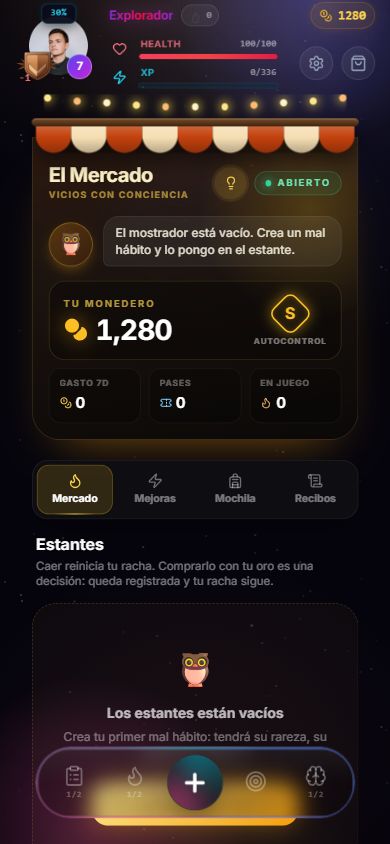 30%
Explorador
0
1280
HEALTH 100/100
-1
7
XP 0/336
El Mercado
VICIOS CON CONCIENCIA
ABIERTO
El mostrador está vacío. Crea un mal
hábito y lo pongo en el estante.
TU MONEDERO
1,280
S
AUTOCONTROL
GASTO 7D
0
PASES
0
EN JUEGO
0
Mercado
Mejoras
Mochila
Recibos
Estantes
Caer reinicia tu racha. Comprarlo con tu oro es una
decisión: queda registrada y tu racha sigue.
Los estantes están vacíos
Crea tu primer mal hábito: tendrá su rareza, su
1/2
1/2
1/2